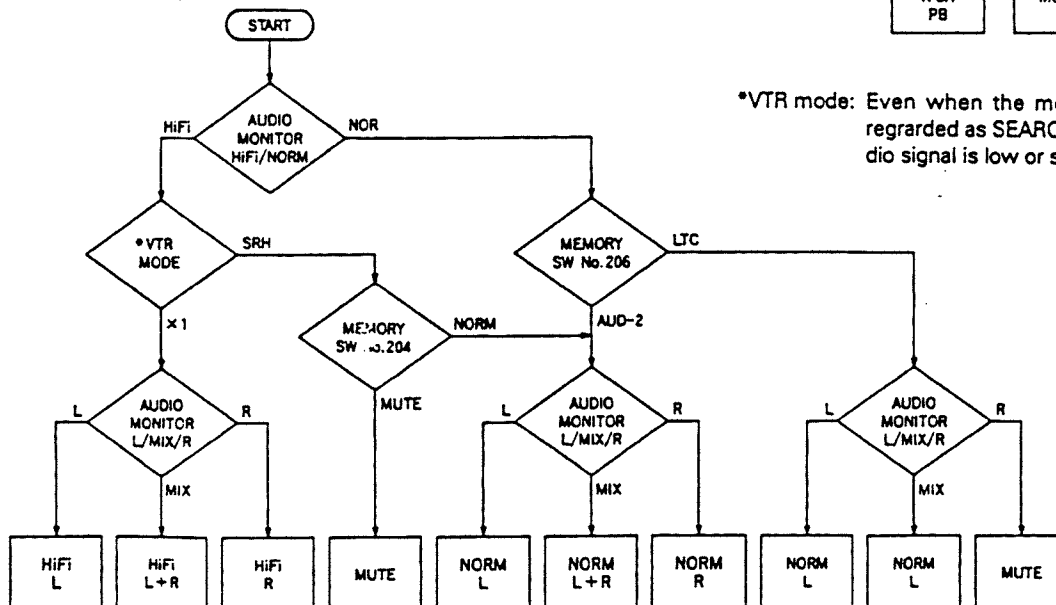 PB
START
AUDIO
MONITOR
HiFi/NORM
HiFi
NOR
*VTR mode: Even when the
regrarded as SEARC
dio signal is low or s
*VTR
MODE
SRH
×1
MEMORY
SW No.206
LTC
AUD-2
MEMORY
NORM
MUTE
AUDIO
MONITOR
L/MIX/R
L
R
MIX
AUDIO
MONITOR
L/MIX/R
L
R
MIX
AUDIO
MONITOR
L/MIX/R
L
R
MIX
HiFi
L
HiFi
L+R
HiFi
R
MUTE
NORM
L
NORM
L+R
NORM
R
NORM
L
NORM
L
MUTE